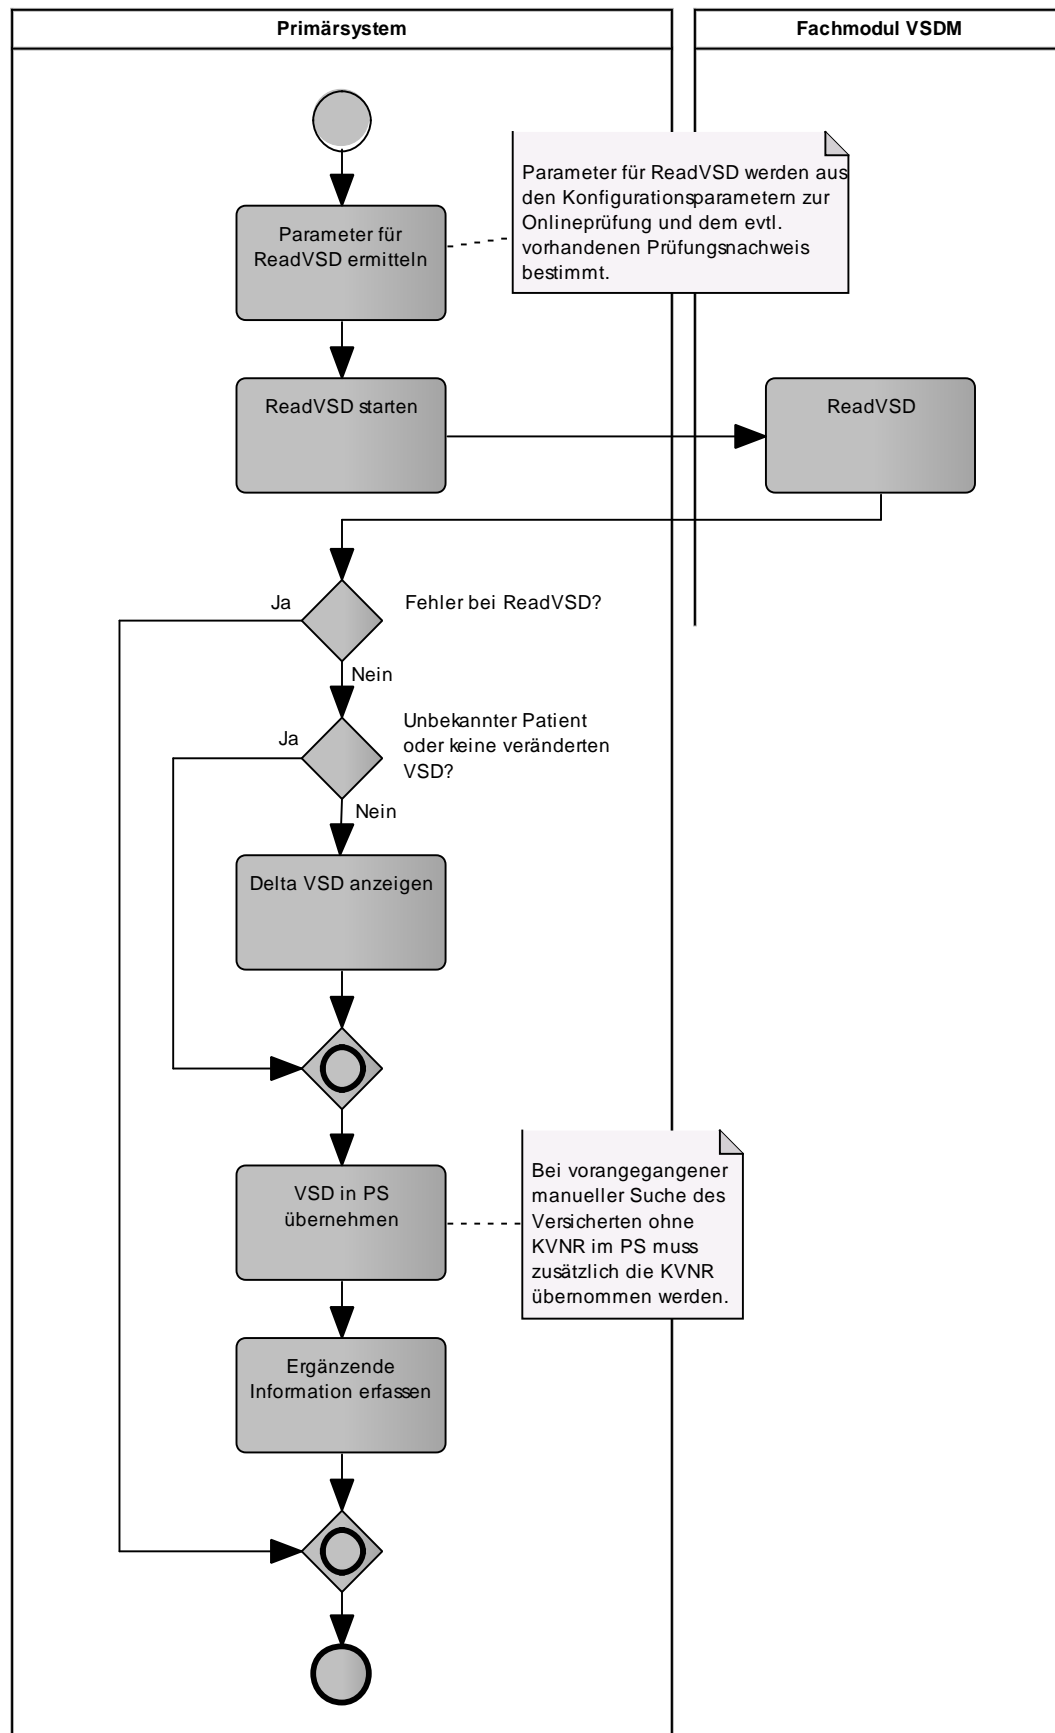 Primärsystem
Fachmodul VSDM
Parameter für ReadVSD werden aus
den Konfigurationsparametern zur
Onlineprüfung und dem evtl.
vorhandenen Prüfungsnachweis
bestimmt.
Parameter für
ReadVSD ermitteln
ReadVSD starten
ReadVSD
Ja
Fehler bei ReadVSD?
Nein
Unbekannter Patient
oder keine veränderten
VSD?
Ja
Nein
Delta VSD anzeigen
VSD in PS
übernehmen
Bei vorangegangener
manueller Suche des
Versicherten ohne
KVNR im PS muss
zusätzlich die KVNR
übernommen werden.
Ergänzende
Information erfassen